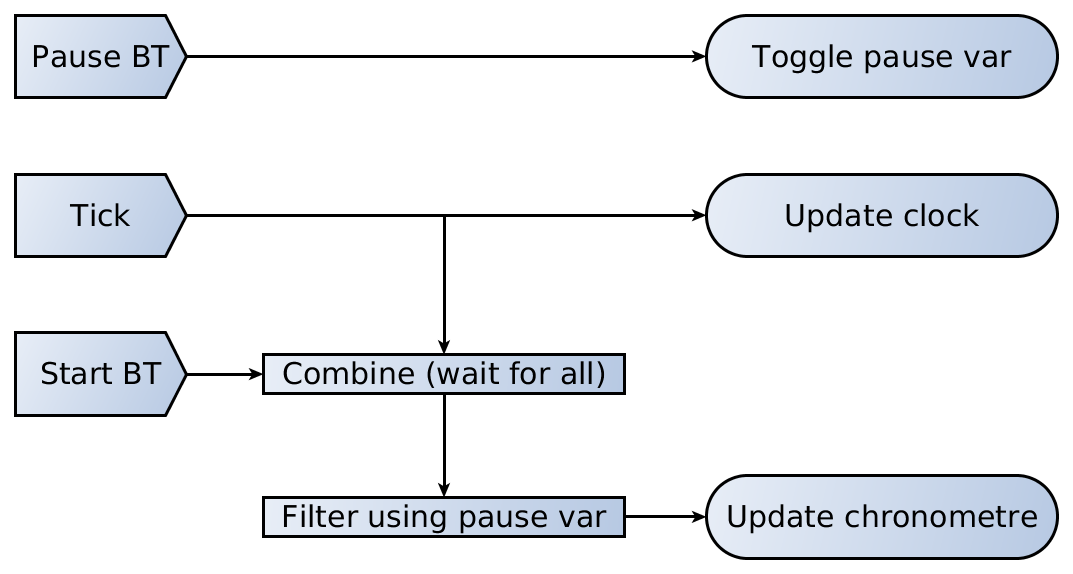 Pause BT
Toggle pause var
Tick
Update clock
Start BT
Combine (wait for all)
Filter using pause var
Update chronometre